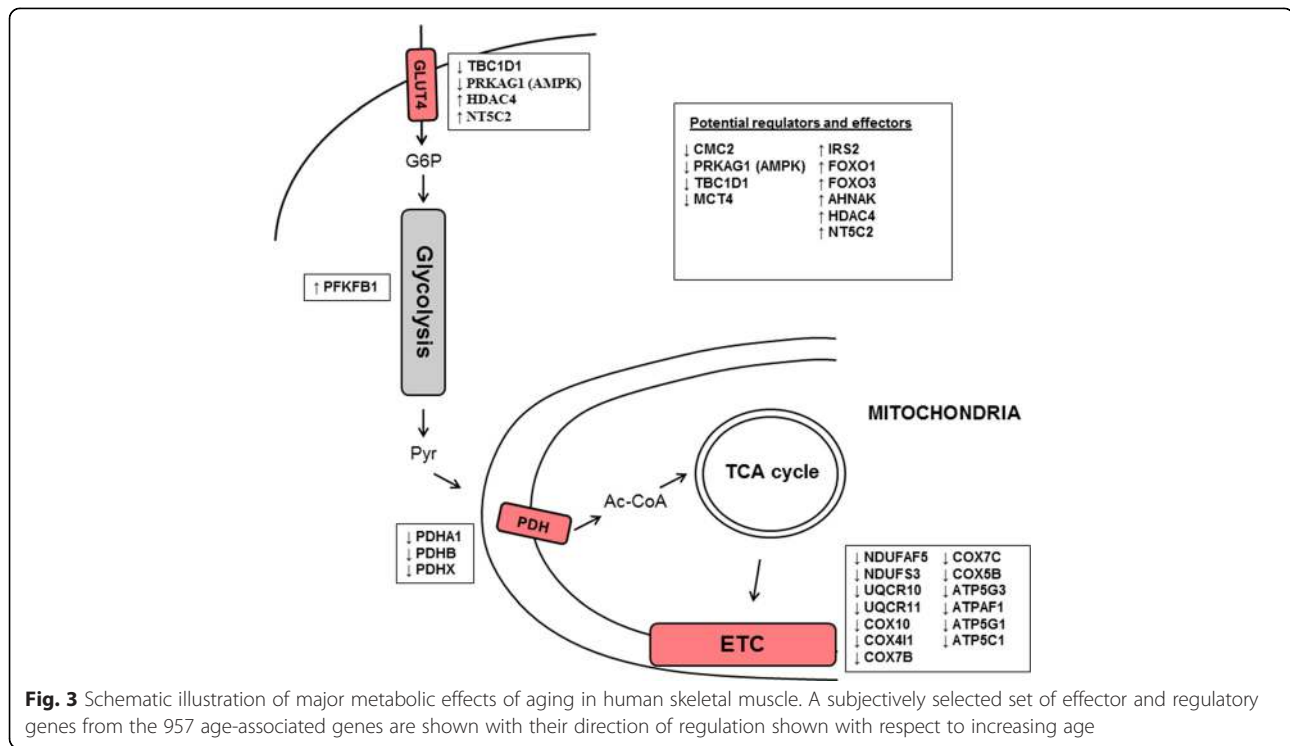 GLUT4
↓ TBC1D1
↓ PRKAG1 (AMPK)
↑ HDAC4
↑ NT5C2
G6P
Potential requlators and effectors
↓ CMC2
↓ PRKAG1 (AMPK)
↓ TBC1D1
↓ MCT4
↑ IRS2
↑ FOXO1
↑ FOXO3
↑ AHNAK
↑ HDAC4
↑ NT5C2
Glycolysis
↑ PFKFB1
MITOCHONDRIA
Pyr
TCA cycle
Ac-CoA
PDH
↓ PDHA1
↓ PDHB
↓ PDHX
↓ NDUFAF5
↓ NDUFS3
↓ UQCR10
↓ UQCR11
↓ COX10
↓ COX4I1
↓ COX7B
↓ COX7C
↓ COX5B
↓ ATP5G3
↓ ATPAF1
↓ ATP5G1
↓ ATP5C1
ETC
Fig. 3 Schematic illustration of major metabolic effects of aging in human skeletal muscle. A subjectively selected set of effector and regulatory
genes from the 957 age-associated genes are shown with their direction of regulation shown with respect to increasing age